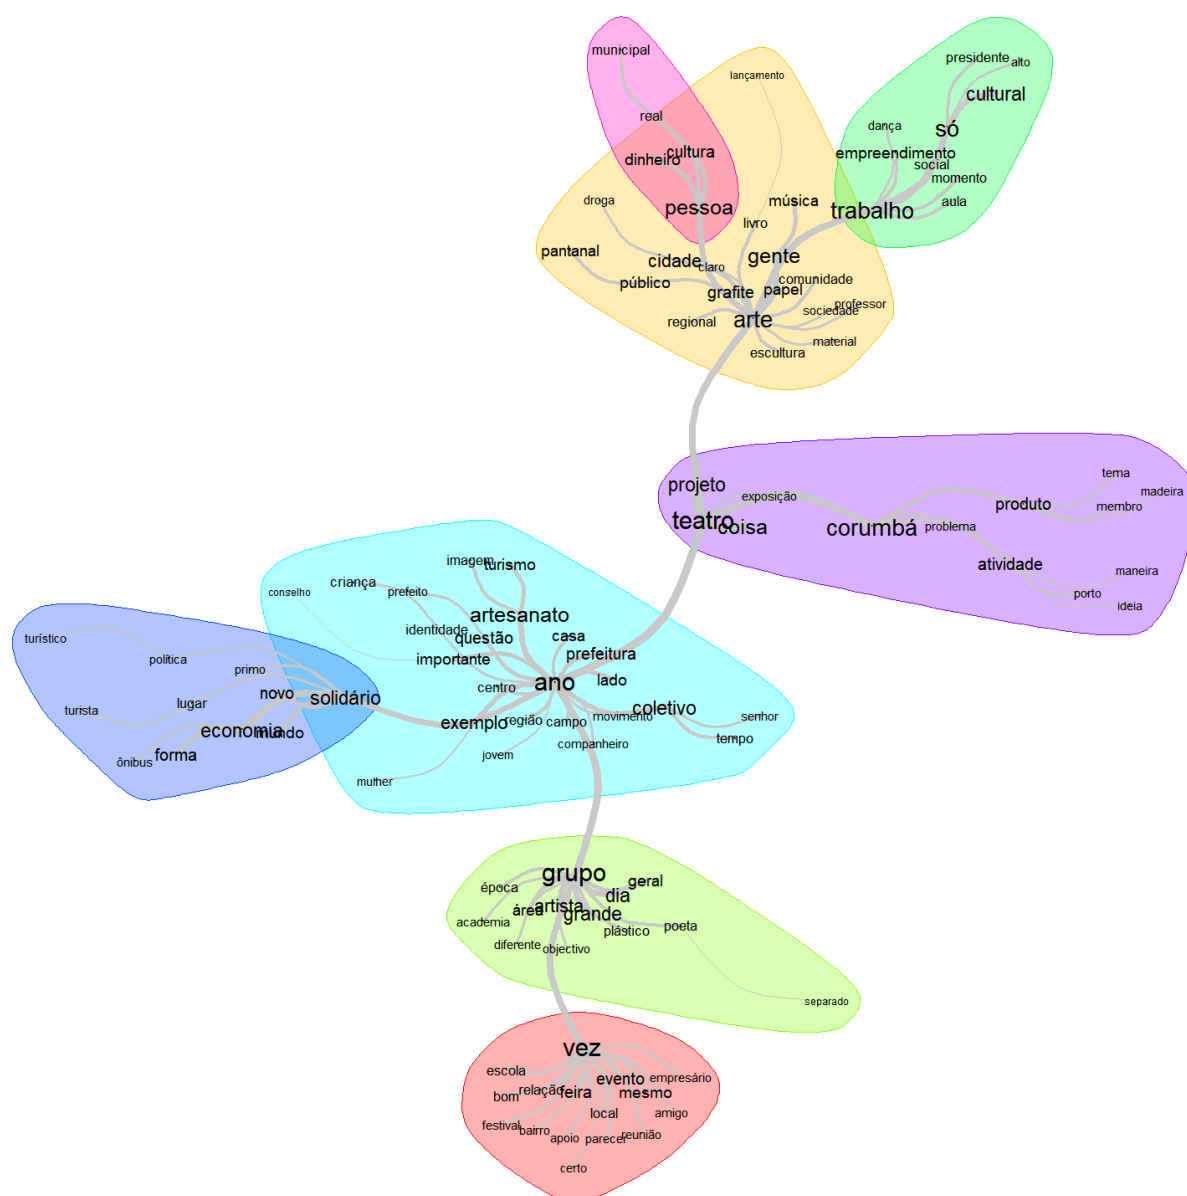 municipal
real
cultura
dinheiro
pessoa
lançamento
droga
música
livro
pantanal
cidade
claro
gente
público
grafite
papel
comunidade
regional
arte
sociedade
professor
material
escultura
presidente
alto
cultural
só
dança
empreendimento
social
momento
trabalho
aula
projeto
exposição
teatro
coisa
corumbá
produto
tema
madeira
membro
problema
atividade
maneira
porto
ideia
imagem
turismo
criança
prefeito
conselho
artesanato
identidade
questão
casa
importante
prefeitura
centro
ano
lado
exemplo
região
campo
movimento
coletivo
senhor
tempo
companheiro
jovem
mulher
turístico
política
primo
novo
solidário
lugar
turista
economia
mundo
forma
ônibus
grupo
época
dia
geral
artista
área
grande
academia
plástico
poeta
diferente
objectivo
separado
vez
escola
evento
empresário
bom
relação
feira
mesmo
local
amigo
festival
bairro
apoio
parecer
reunião
certo